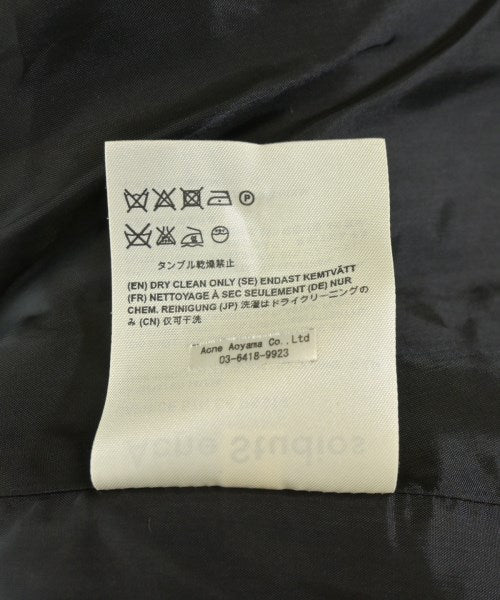 P
タンブル乾燥禁止
(EN) DRY CLEAN ONLY (SE) ENDAST KEMTVÄTT
(FR) NETTOYAGE À SEC SEULEMENT (DE) NUR
CHEM. REINIGUNG (JP) 洗濯はドライクリーニングの
み (CN) 仅可干洗
Acne Aoyama Co.,Ltd
03-6418-9923
Acne Studios